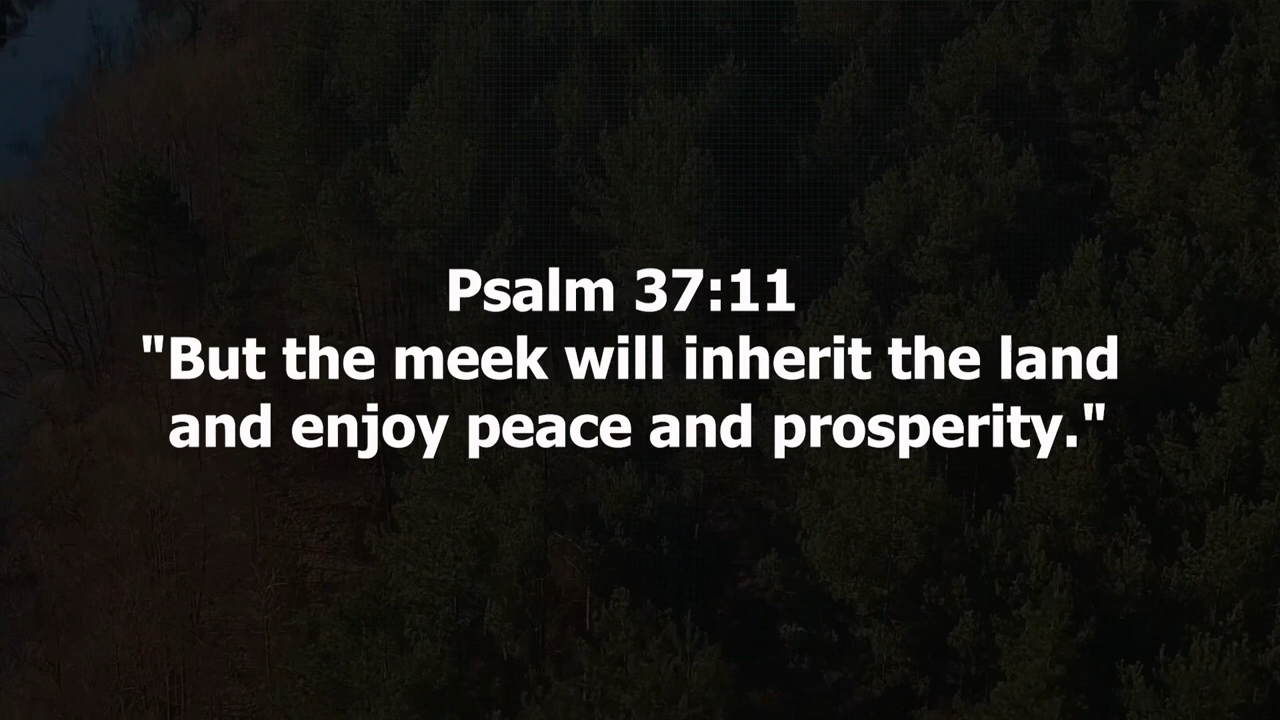 Psalm 37:11
"But the meek will inherit the land
and enjoy peace and prosperity."